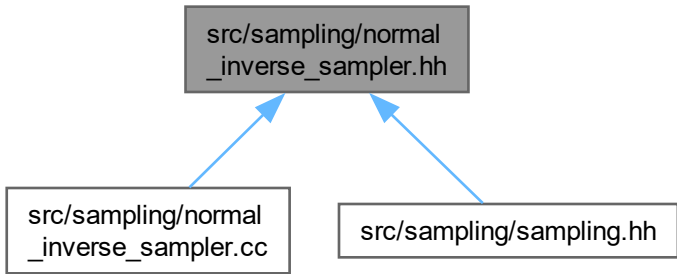 src/sampling/normal
_inverse_sampler.hh
src/sampling/normal
_inverse_sampler.cc
src/sampling/sampling.hh